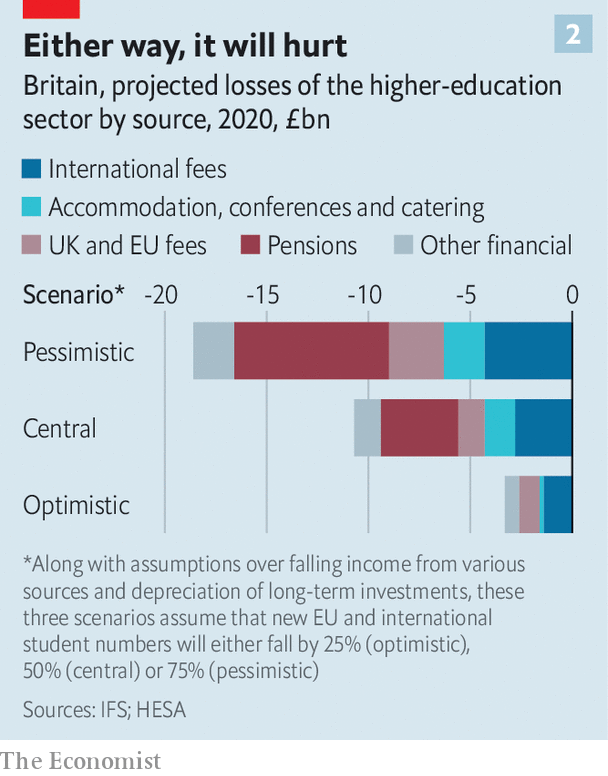 2
Either way, it will hurt
Britain, projected losses of the higher-education
sector by source, 2020, £bn
International fees
Accommodation, conferences and catering
UK and EU fees Pensions Other financial
Scenario* -20 -15 -10 -5 0
Pessimistic
Central
Optimistic
*Along with assumptions over falling income from various
sources and depreciation of long-term investments, these
three scenarios assume that new EU and international
student numbers will either fall by 25% (optimistic),
50% (central) or 75% (pessimistic)
Sources: IFS; HESA
The Economist